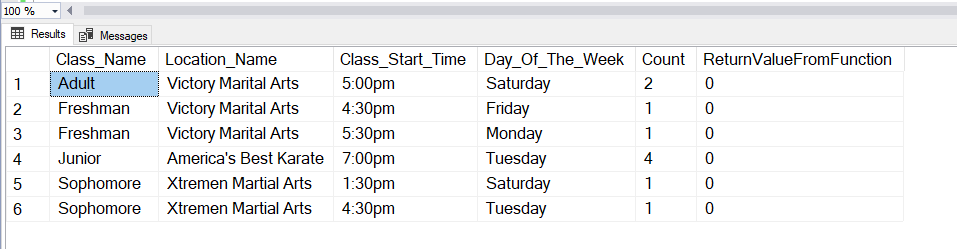 100 %
Results Messages
Class_Name Location_Name Class_Start_Time Day_Of_The_Week Count ReturnValueFromFunction
1 Adult Victory Marital Arts 5:00pm Saturday 2 0
2 Freshman Victory Marital Arts 4:30pm Friday 1 0
3 Freshman Victory Marital Arts 5:30pm Monday 1 0
4 Junior America's Best Karate 7:00pm Tuesday 4 0
5 Sophomore Xtremen Martial Arts 1:30pm Saturday 1 0
6 Sophomore Xtremen Martial Arts 4:30pm Tuesday 1 0